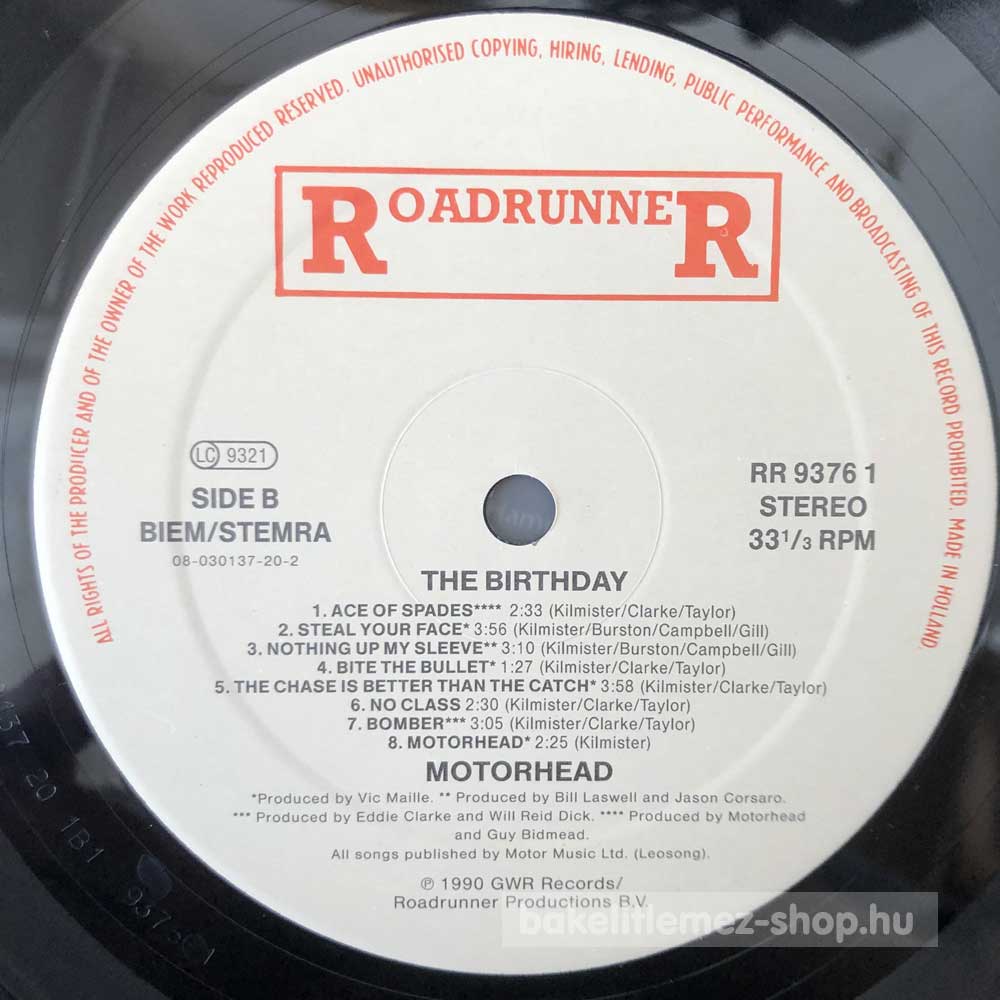 ALL RIGHTS OF THE PRODUCER AND OF THE OWNER OF THE WORK REPRODUCED RESERVED. UNAUTHORISED COPYING, HIRING, LENDING, PUBLIC PERFORMANCE AND BROADCASTING OF THIS RECORD PROHIBITED. MADE IN HOLLAND.
ROADRUNNER
LC 9321
SIDE B
BIEM/STEMRA
08-030137-20-2
RR 9376 1
STEREO
33 1/3 RPM
THE BIRTHDAY
1. ACE OF SPADES**** 2:33 (Kilmister/Clarke/Taylor)
2. STEAL YOUR FACE* 3:56 (Kilmister/Burston/Campbell/Gill)
3. NOTHING UP MY SLEEVE** 3:10 (Kilmister/Burston/Campbell/Gill)
4. BITE THE BULLET* 1:27 (Kilmister/Clarke/Taylor)
5. THE CHASE IS BETTER THAN THE CATCH* 3:58 (Kilmister/Clarke/Taylor)
6. NO CLASS 2:30 (Kilmister/Clarke/Taylor)
7. BOMBER*** 3:05 (Kilmister/Clarke/Taylor)
8. MOTORHEAD* 2:25 (Kilmister)
MOTORHEAD
*Produced by Vic Maille. ** Produced by Bill Laswell and Jason Corsaro.
*** Produced by Eddie Clarke and Will Reid Dick. **** Produced by Motorhead
and Guy Bidmead.
All songs published by Motor Music Ltd. (Leosong).
℗ 1990 GWR Records/
Roadrunner Productions B.V.
bakelitlemez-shop.hu
20 1B1